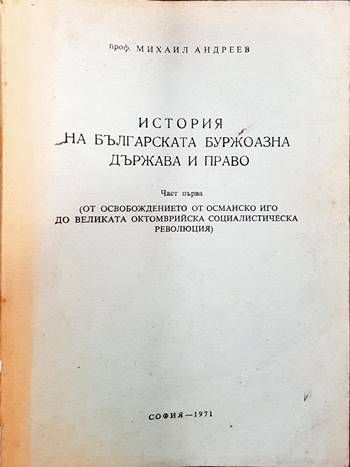 проф. МИХАИЛ АНДРЕЕВ
ИСТОРИЯ
НА БЪЛГАРСКАТА БУРЖОАЗНА
ДЪРЖАВА И ПРАВО
Част първа
(ОТ ОСВОБОЖДЕНИЕТО ОТ ОСМАНСКО ИГО
ДО ВЕЛИКАТА ОКТОМВРИЙСКА СОЦИАЛИСТИЧЕСКА
РЕВОЛЮЦИЯ)
СОФИЯ—1971